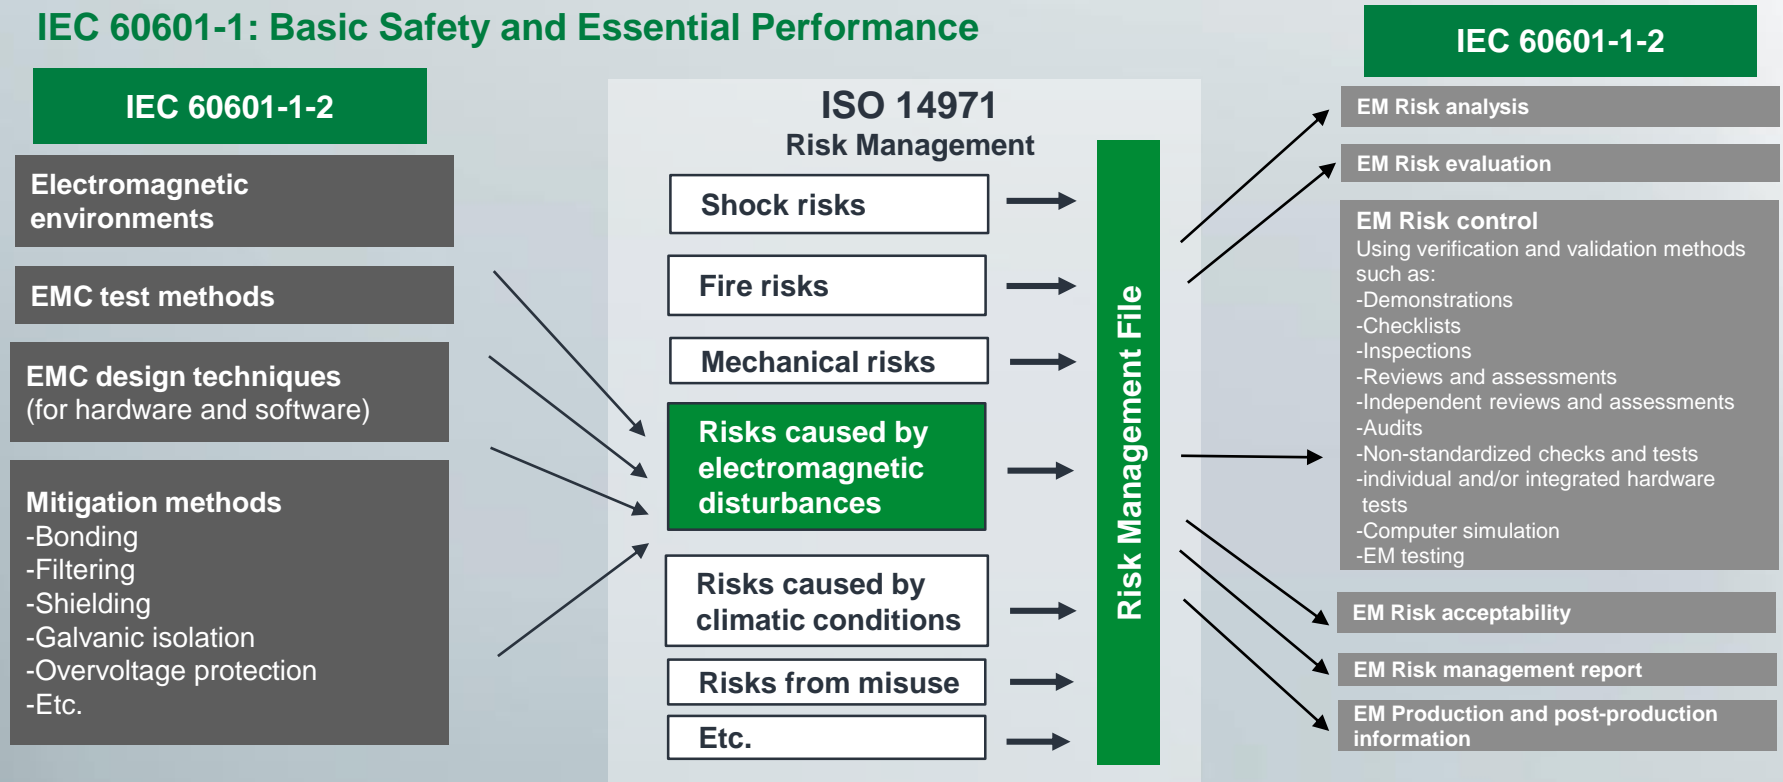 IEC 60601-1: Basic Safety and Essential Performance
IEC 60601-1-2
Electromagnetic
environments
EMC test methods
EMC design techniques
(for hardware and software)
Mitigation methods
-Bonding
-Filtering
-Shielding
-Galvanic isolation
-Overvoltage protection
-Etc.
ISO 14971
Risk Management
Shock risks
Fire risks
Mechanical risks
Risks caused by
electromagnetic
disturbances
Risks caused by
climatic conditions
Risks from misuse
Etc.
Risk Management File
IEC 60601-1-2
EM Risk analysis
EM Risk evaluation
EM Risk control
Using verification and validation methods
such as:
-Demonstrations
-Checklists
-Inspections
-Reviews and assessments
-Independent reviews and assessments
-Audits
-Non-standardized checks and tests
-individual and/or integrated hardware
tests
-Computer simulation
-EM testing
EM Risk acceptability
EM Risk management report
EM Production and post-production
information